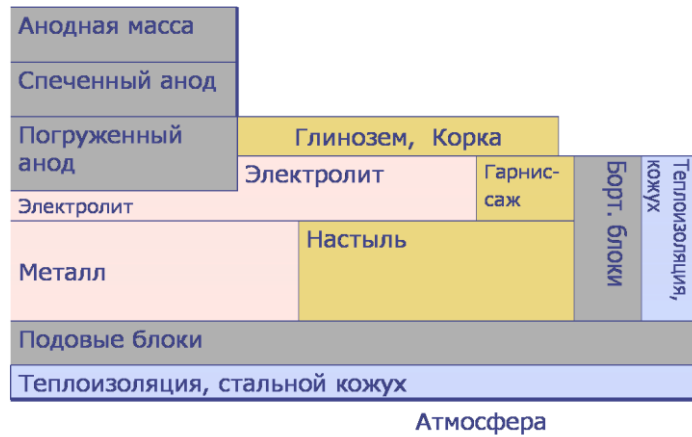 Анодная масса
Спеченный анод
Погруженный
анод
Глинозем, Корка
Электролит
Гарнис-
саж
Электролит
Борт. блоки
Теплоизоляция,
кожух
Металл
Настыль
Подовые блоки
Теплоизоляция, стальной кожух
Атмосфера